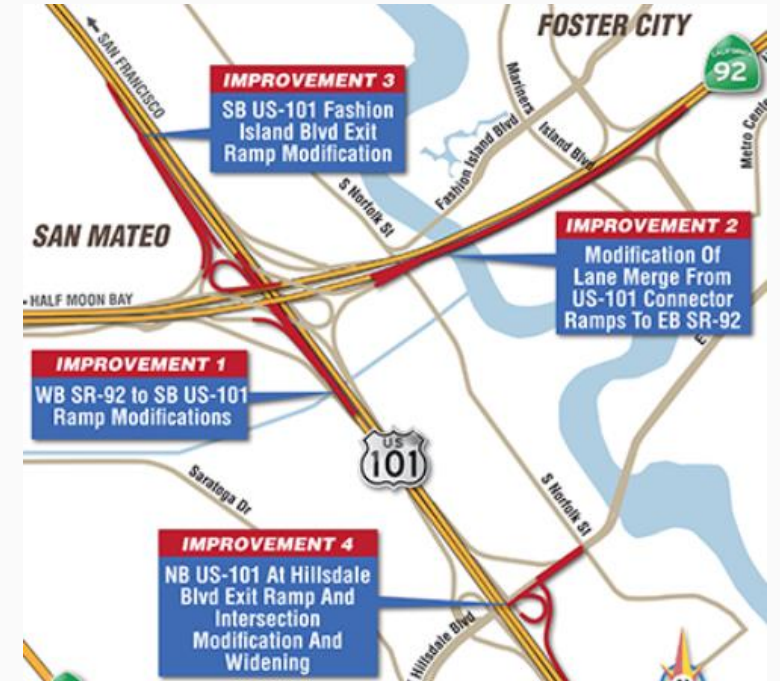 FOSTER CITY
CALIFORNIA
92
SAN FRANCISCO
IMPROVEMENT 3
SB US-101 Fashion
Island Blvd Exit
Ramp Modification
Mariners
Island Blvd
Fashion Island Blvd
Metro Cente
S Norfolk St
SAN MATEO
IMPROVEMENT 2
Modification Of
Lane Merge From
US-101 Connector
Ramps To EB SR-92
HALF MOON BAY
E
IMPROVEMENT 1
WB SR-92 to SB US-101
Ramp Modifications
US
101
Saratoga Dr
S Norfolk St
IMPROVEMENT 4
NB US-101 At Hillsdale
Blvd Exit Ramp And
Intersection
Modification And
Widening
Hillsdale Blvd